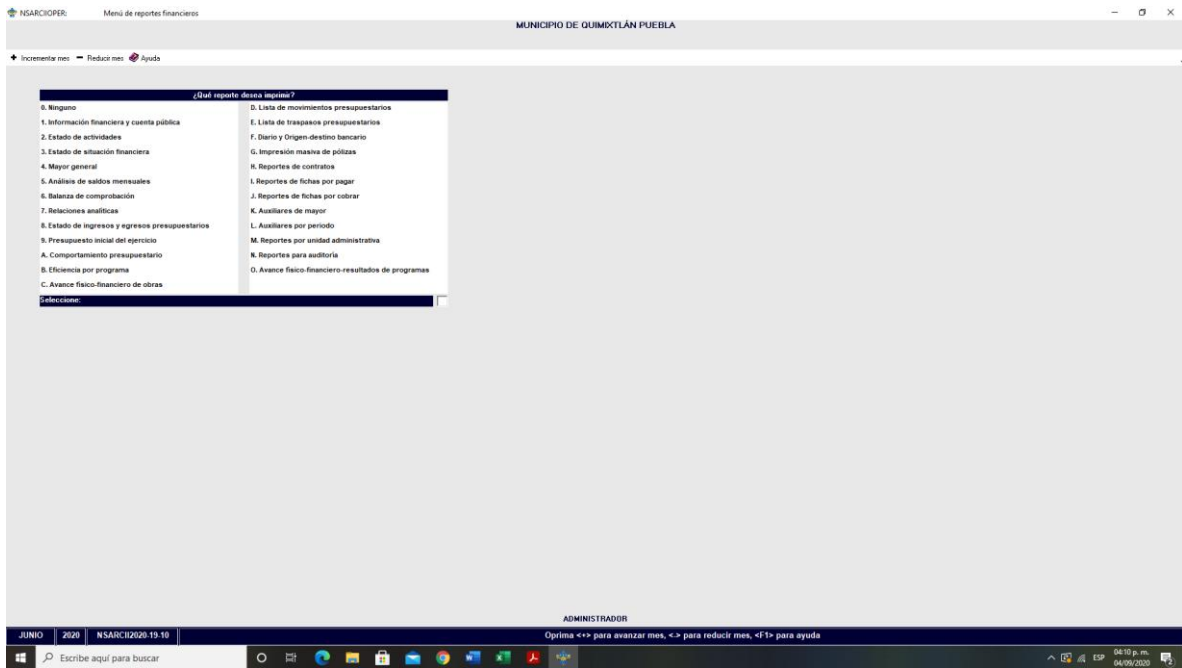 NSARCIIOPER: Menú de reportes financieros
MUNICIPIO DE QUIMIXTLÁN PUEBLA
Incrementar mes Reducir mes Ayuda
¿Qué reporte desea imprimir?
0. Ninguno
1. Información financiera y cuenta pública
2. Estado de actividades
3. Estado de situación financiera
4. Mayor general
5. Análisis de saldos mensuales
6. Balanza de comprobación
7. Relaciones analíticas
8. Estado de ingresos y egresos presupuestarios
9. Presupuesto inicial del ejercicio
A. Comportamiento presupuestario
B. Eficiencia por programa
C. Avance físico-financiero de obras
D. Lista de movimientos presupuestarios
E. Lista de traspasos presupuestarios
F. Diario y Origen-destino bancario
G. Impresión masiva de pólizas
H. Reportes de contratos
I. Reportes de fichas por pagar
J. Reportes de fichas por cobrar
K. Auxiliares de mayor
L. Auxiliares por periodo
M. Reportes por unidad administrativa
N. Reportes para auditoría
O. Avance físico-financiero-resultados de programas
Seleccione:
ADMINISTRADOR
JUNIO 2020 NSARCII2020-19-10 Oprima <+> para avanzar mes, <-> para reducir mes, <F1> para ayuda
Escribe aquí para buscar
ESP
04:10 p. m.
04/09/2020